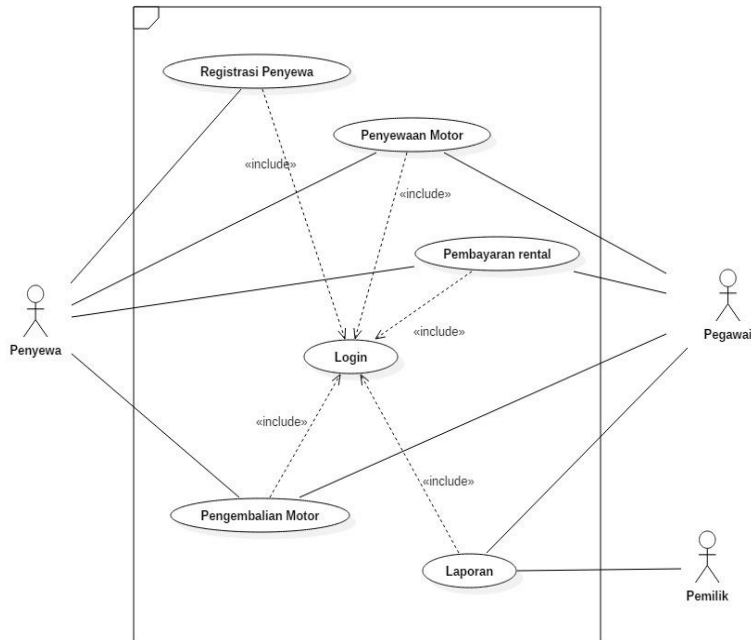 Registrasi Penyewa
Penyewaan Motor
«include»
«include»
Pembayaran rental
Penyewa
Pegawai
«include»
Login
«include»
«include»
Pengembalian Motor
Laporan
Pemilik